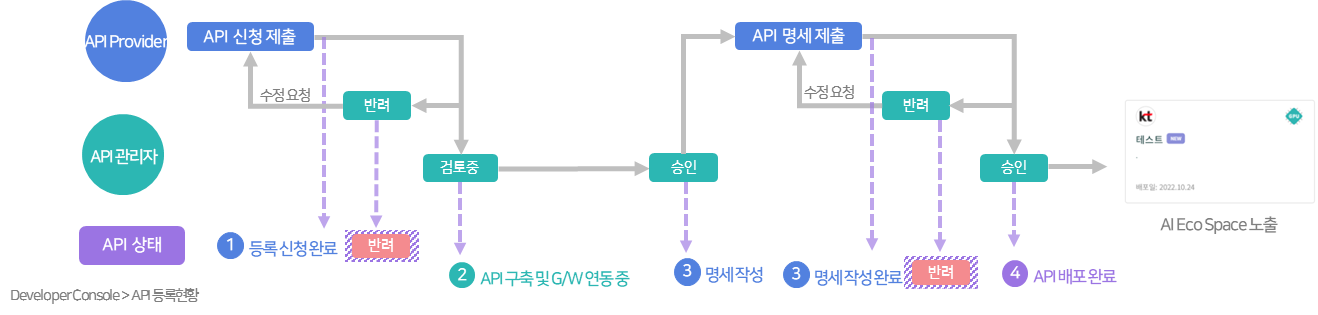 API Provider
API 신청 제출
수정 요청
반려
API 명세 제출
수정 요청
반려
API 관리자
검토중
승인
승인
kt
GPU
테스트 NEW
배포일: 2022.10.24
AI Eco Space 노출
API 상태
1 등록 신청 완료
반려
2 API 구축 및 G/W 연동 중
3 명세 작성
3 명세 작성 완료
반려
4 API 배포 완료
Developer Console > API 등록현황